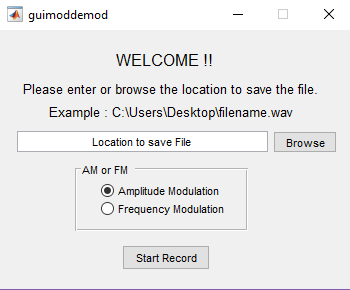 guimoddemod
WELCOME !!
Please enter or browse the location to save the file.
Example : C:\Users\Desktop\filename.wav
Location to save File
Browse
AM or FM
Amplitude Modulation
Frequency Modulation
Start Record